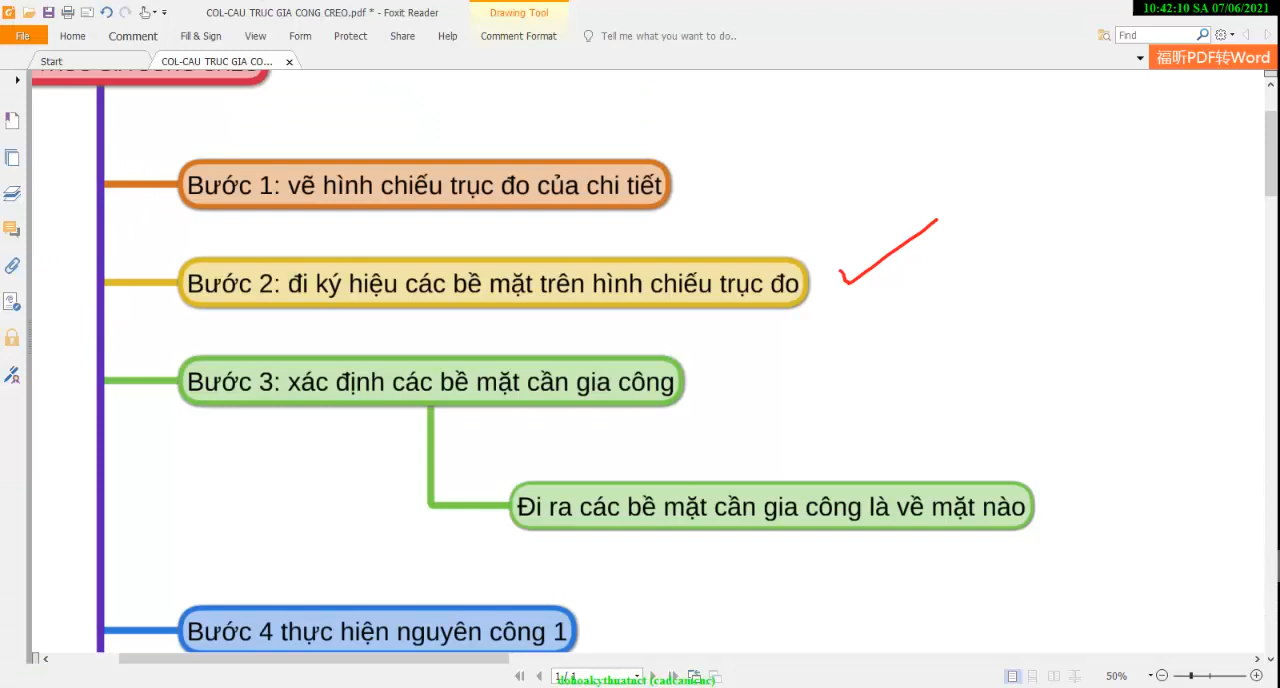 COL-CAU TRUC GIA CONG CREO.pdf * - Foxit Reader
Drawing Tool
10:42:10 SA 07/06/2021
File Home Comment Fill & Sign View Form Protect Share Help Comment Format Tell me what you want to do.. Find
Start COL-CAU TRUC GIA CO... 福昕PDF转Word
Bước 1: vẽ hình chiếu trục đo của chi tiết
Bước 2: đi ký hiệu các bề mặt trên hình chiếu trục đo
Bước 3: xác định các bề mặt cần gia công
Đi ra các bề mặt cần gia công là về mặt nào
Bước 4 thực hiện nguyên công 1
1 / 1
dohoakythuatnct (cadcamcnc)
50%